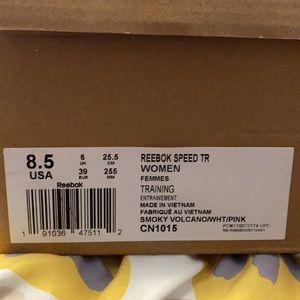 8.5
USA
6
UK
25.5
CM
39
EUR
255
MM
Reebok
1 91036 47511 2
REEBOK SPEED TR
WOMEN
FEMMES
TRAINING
ENTRAINEMENT
MADE IN VIETNAM
FABRIQUÉ AU VIETNAM
SMOKY VOLCANO/WHT/PINK
CN1015